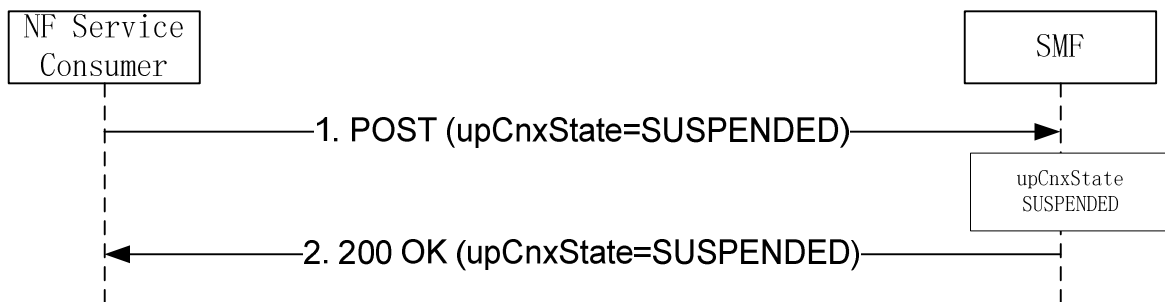 NF Service
Consumer
SMF
1. POST (upCnxState=SUSPENDED)
upCnxState
SUSPENDED
2. 200 OK (upCnxState=SUSPENDED)